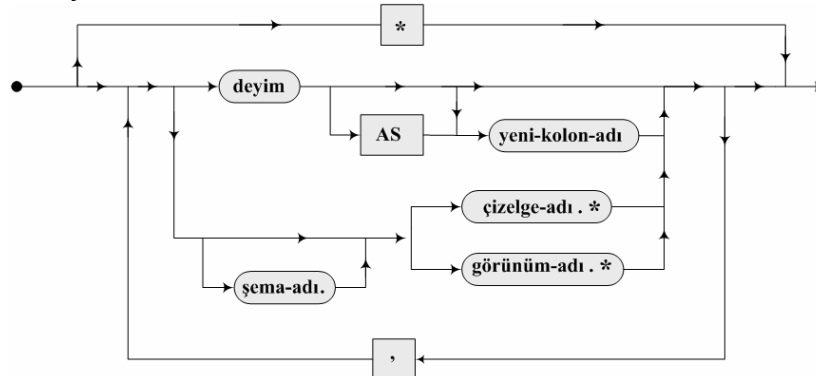 *
deyim
AS
yeni-kolon-adı
çizelge-adı . *
görünüm-adı . *
şema-adı.
,